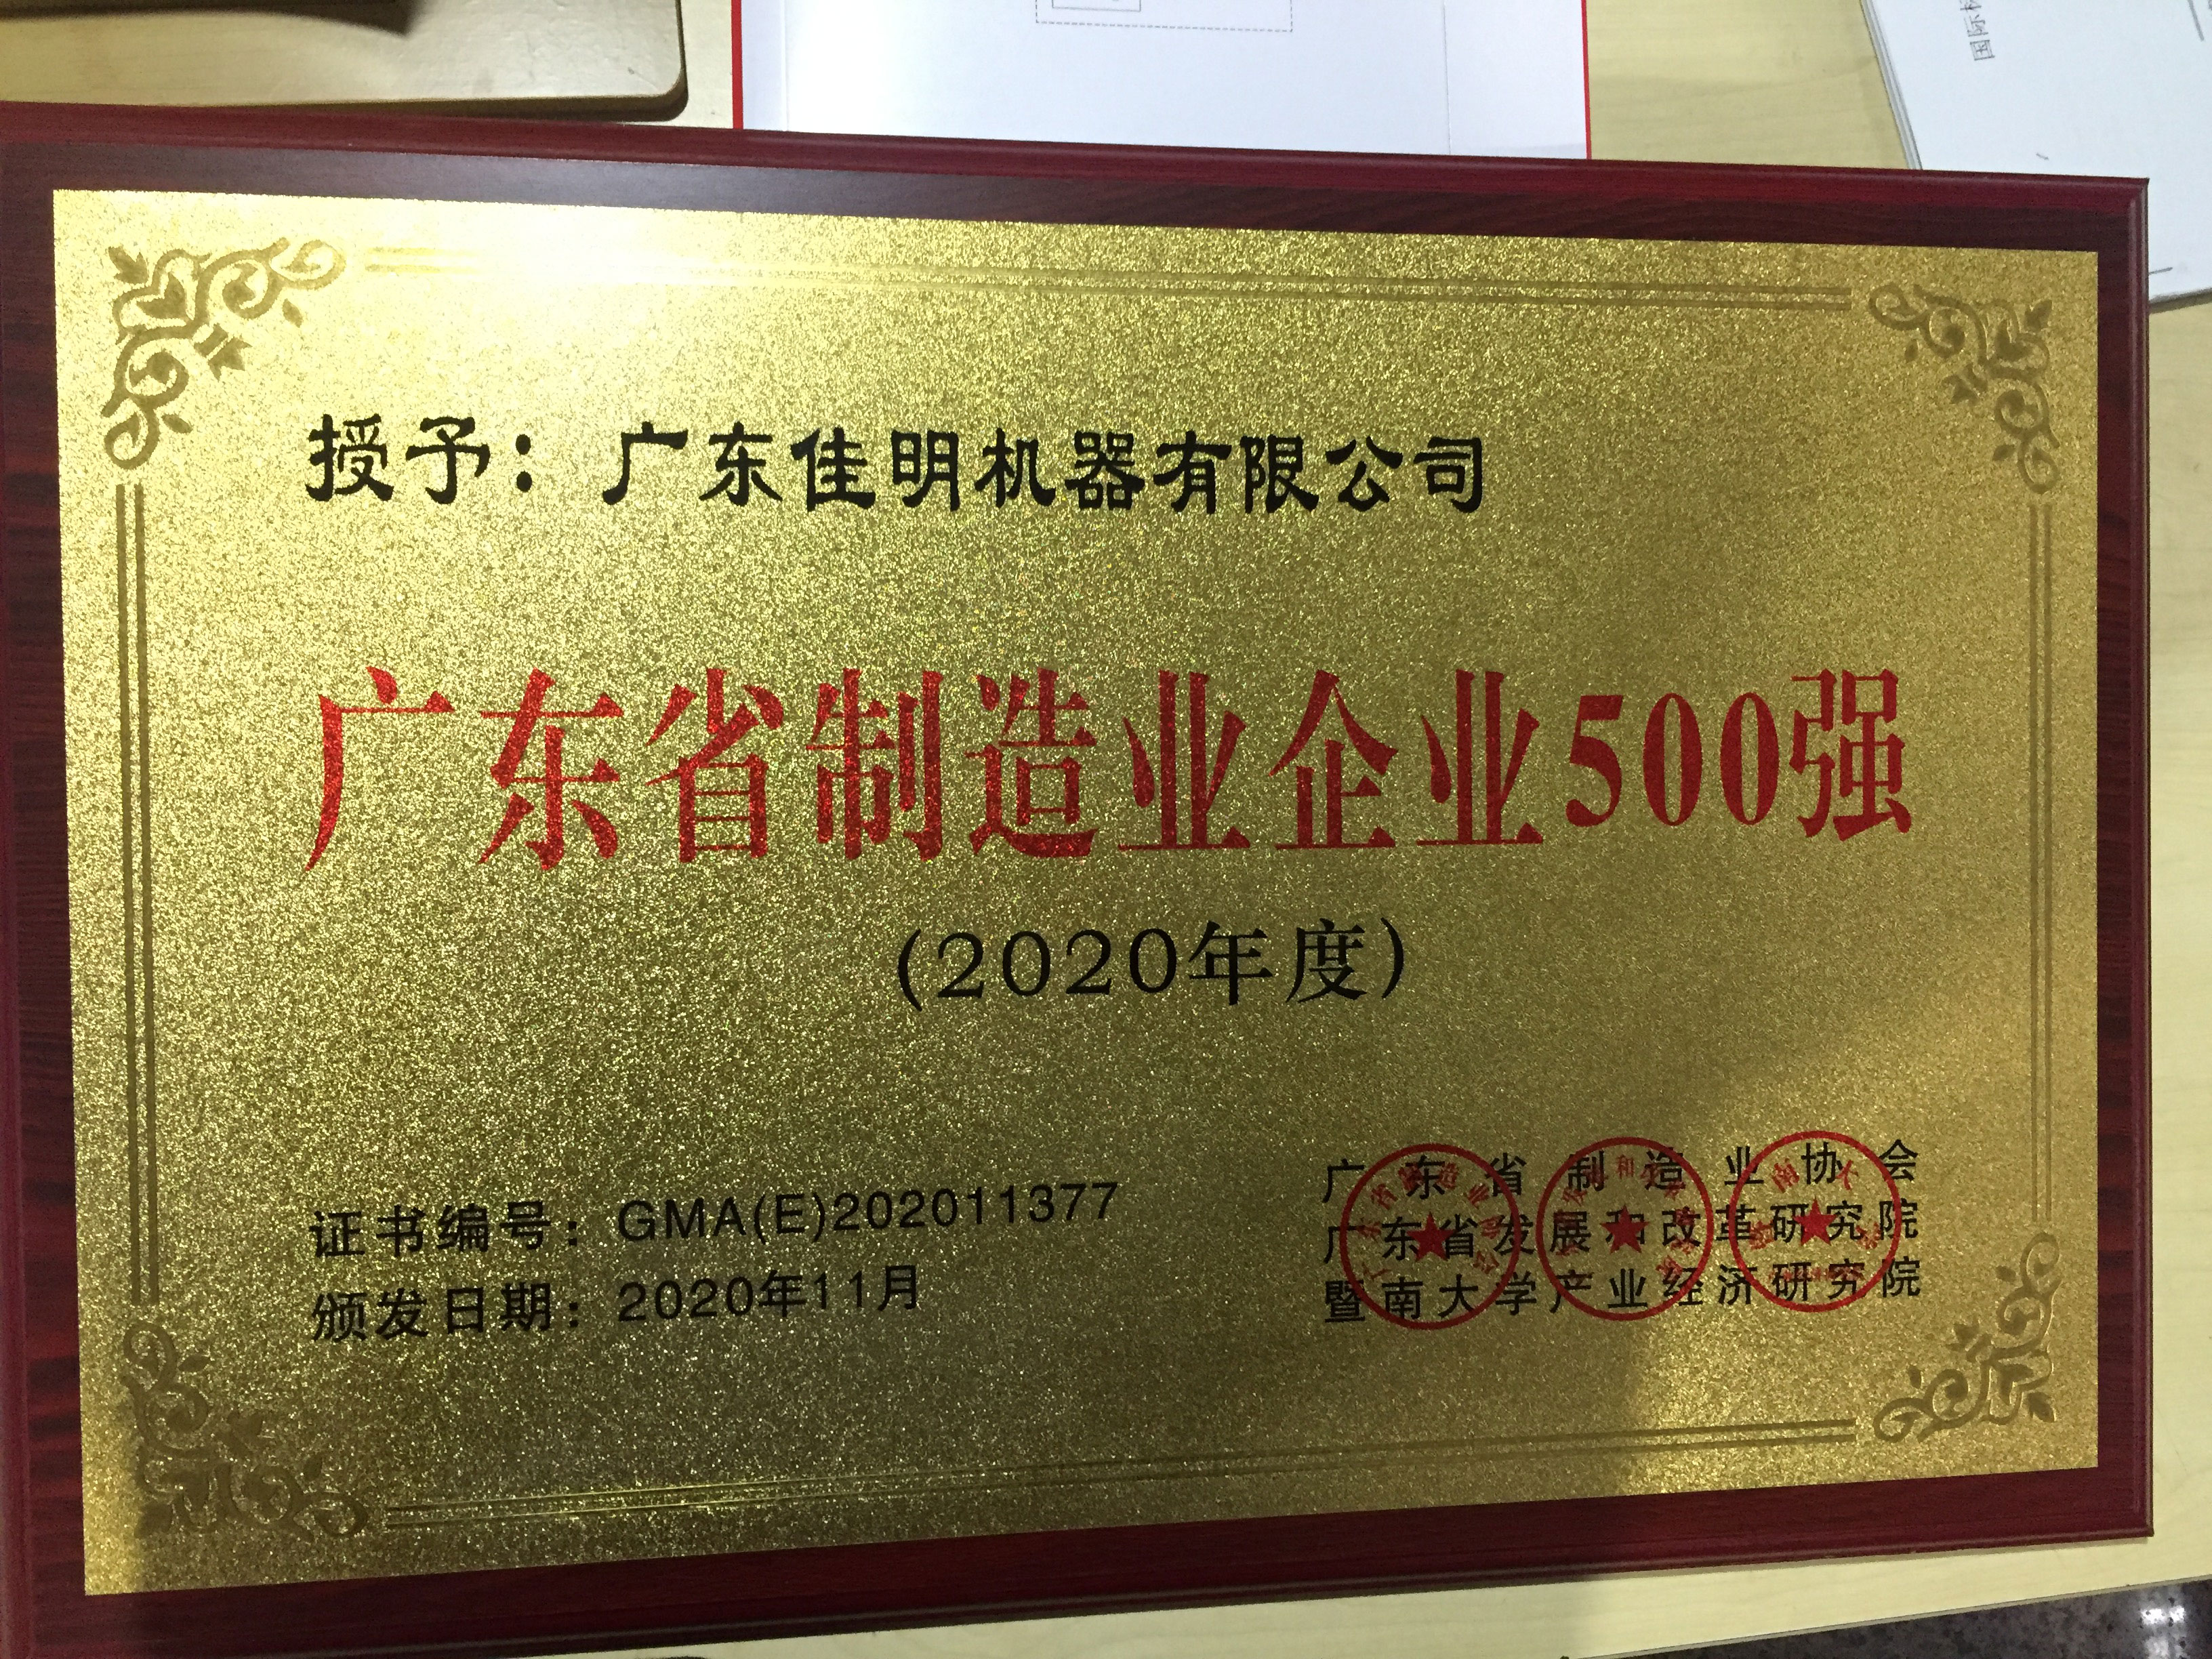 国际标
授予：广东佳明机器有限公司
广东省制造业企业500强
(2020年度)
证书编号：GMA(E)202011377
颁发日期：2020年11月
广东省制造业协会
广东省发展和改革研究院
暨南大学产业经济研究院